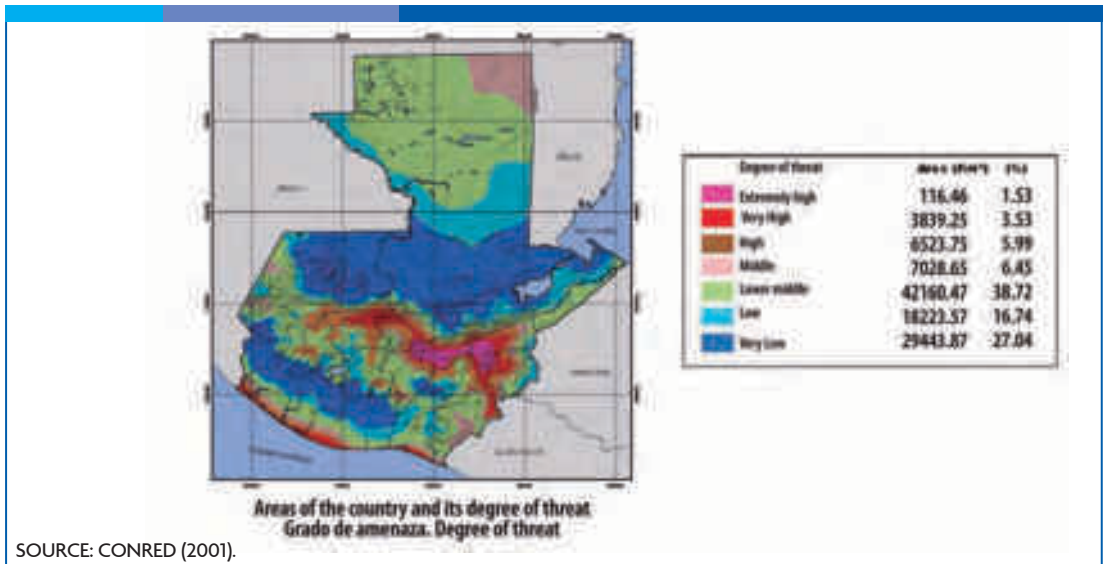 Degree of threat Area (Km²) (%)
Extremely high 116.46 1.53
Very High 3839.25 3.53
High 6523.75 5.99
Middle 7028.65 6.45
Lower middle 42160.47 38.72
Low 18223.57 16.74
Very Low 29443.87 27.04
Areas of the country and its degree of threat
Grado de amenaza. Degree of threat
SOURCE: CONRED (2001).